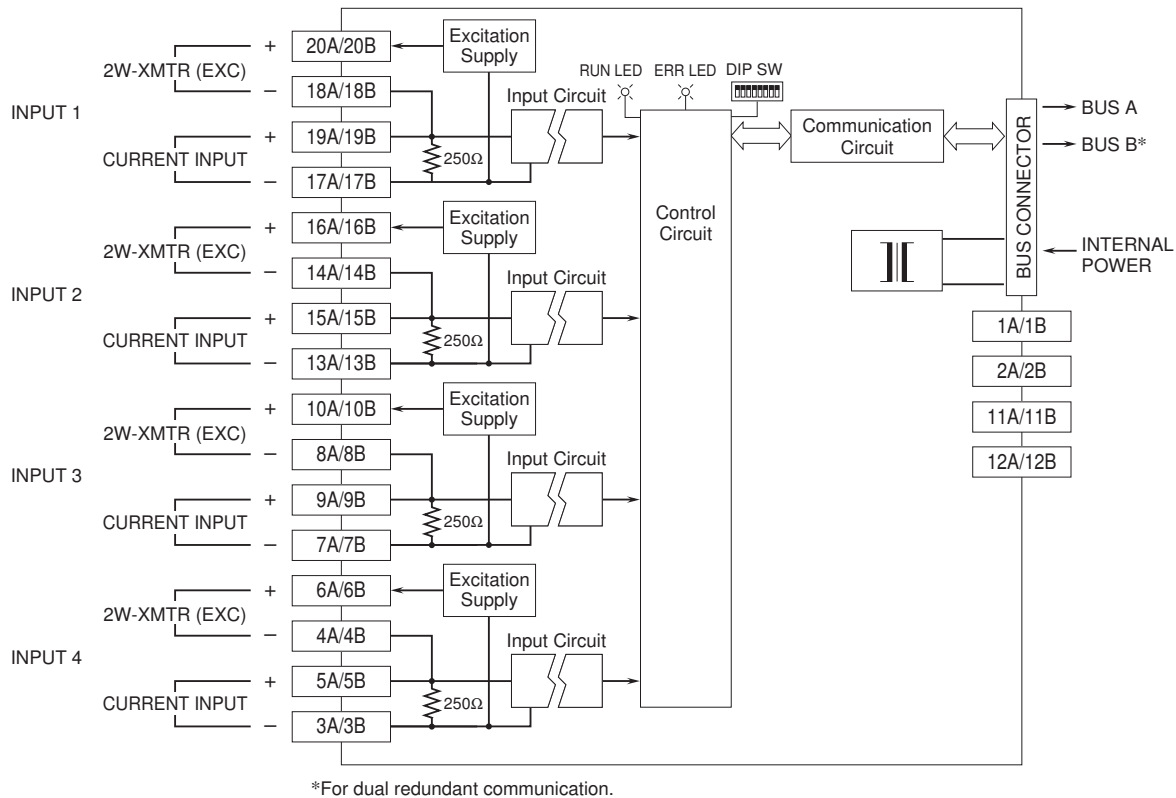 INPUT 1
2W-XMTR (EXC)
+
–
CURRENT INPUT
+
–
20A/20B
18A/18B
19A/19B
17A/17B
Excitation
Supply
Input Circuit
250Ω
INPUT 2
2W-XMTR (EXC)
+
–
CURRENT INPUT
+
–
16A/16B
14A/14B
15A/15B
13A/13B
Excitation
Supply
Input Circuit
250Ω
INPUT 3
2W-XMTR (EXC)
+
–
CURRENT INPUT
+
–
10A/10B
8A/8B
9A/9B
7A/7B
Excitation
Supply
Input Circuit
250Ω
INPUT 4
2W-XMTR (EXC)
+
–
CURRENT INPUT
+
–
6A/6B
4A/4B
5A/5B
3A/3B
Excitation
Supply
Input Circuit
250Ω
RUN LED
ERR LED
DIP SW
Control
Circuit
Communication
Circuit
BUS CONNECTOR
BUS A
BUS B*
INTERNAL
POWER
1A/1B
2A/2B
11A/11B
12A/12B
*For dual redundant communication.